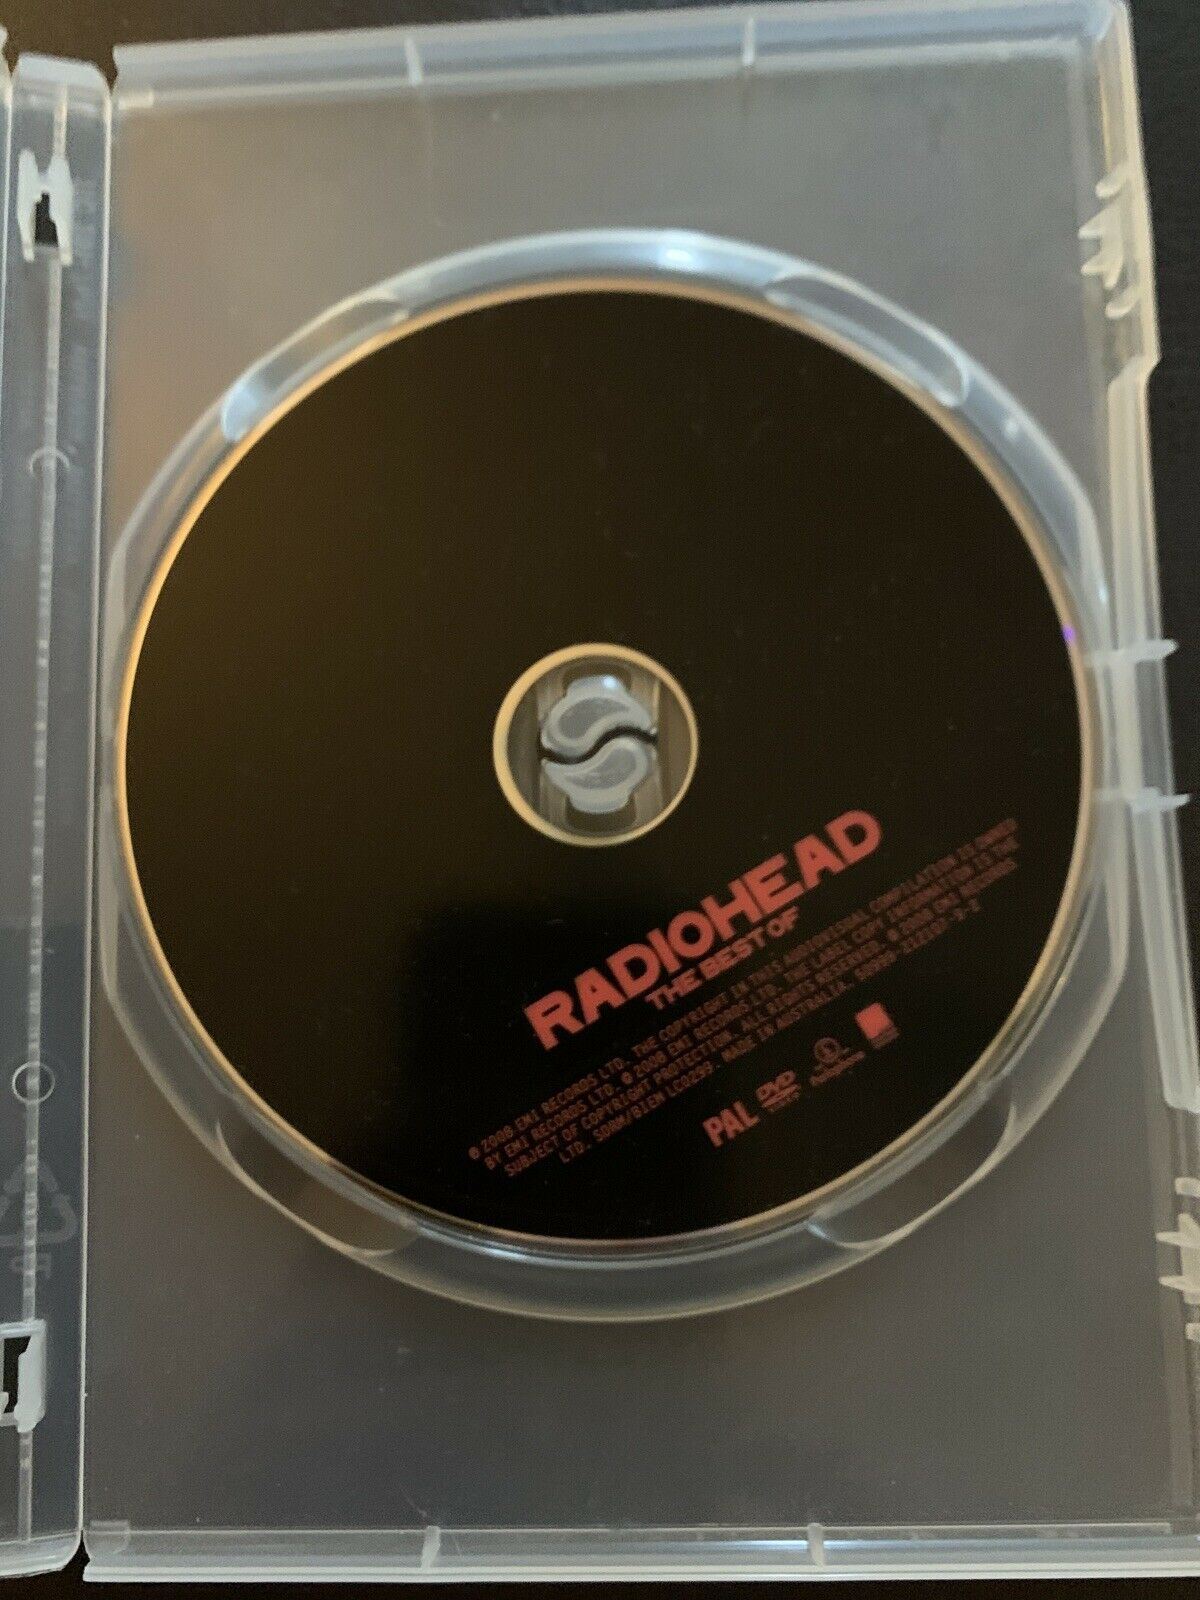 RADIOHEAD
THE BEST OF
℗ 2008 EMI RECORDS LTD. THE COPYRIGHT IN THIS AUDIOVISUAL COMPILATION IS OWNED
BY EMI RECORDS LTD. © 2008 EMI RECORDS LTD. THE LABEL COPY INFORMATION IS THE
SUBJECT OF COPYRIGHT PROTECTION. ALL RIGHTS RESERVED. © 2008 EMI RECORDS
LTD. SDRM/BIEM LC0299. MADE IN AUSTRALIA.
PAL DVD
VIDEO
PP